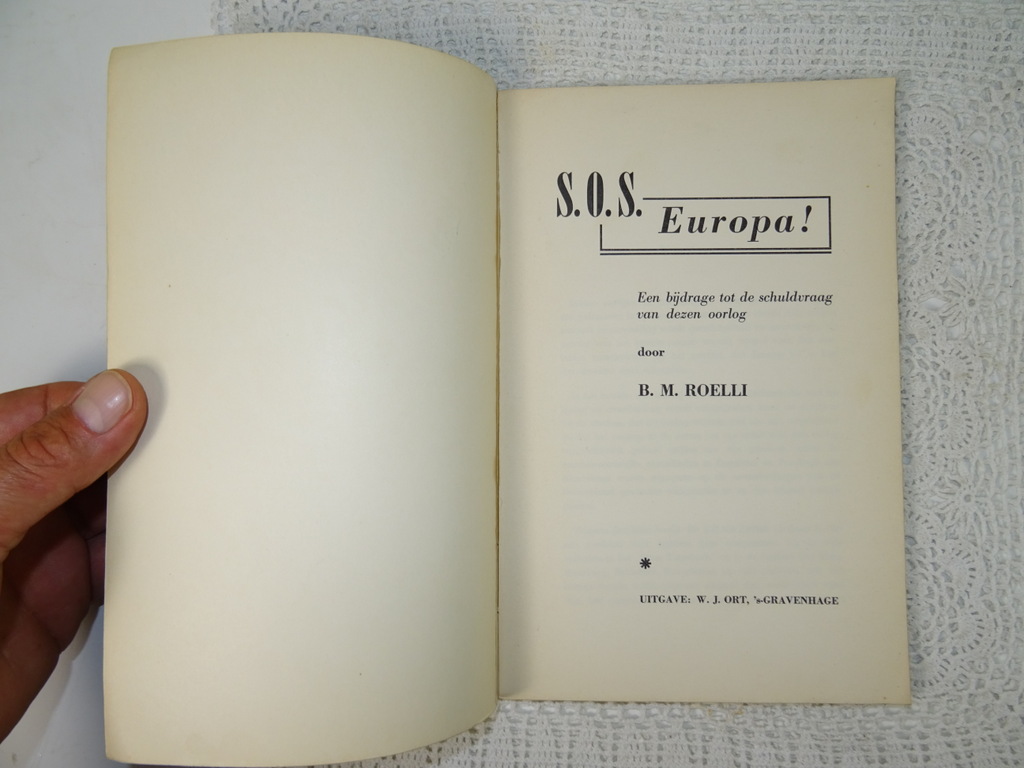 S.O.S. Europa!
Een bijdrage tot de schuldvraag
van dezen oorlog
door
B. M. ROELLI
*
UITGAVE: W. J. ORT, 's-GRAVENHAGE